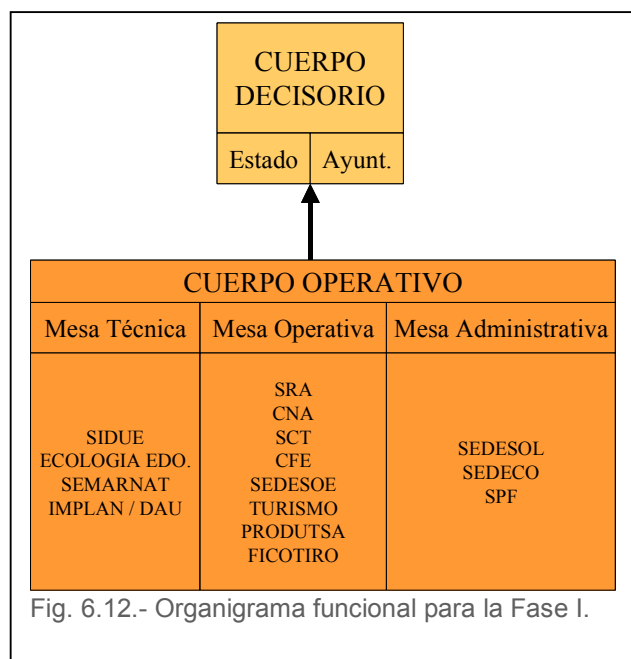 CUERPO
DECISORIO
Estado
Ayunt.
CUERPO OPERATIVO
Mesa Técnica
Mesa Operativa
Mesa Administrativa
SIDUE
ECOLOGIA EDO.
SEMARNAT
IMPLAN / DAU
SRA
CNA
SCT
CFE
SEDESOE
TURISMO
PRODUTSA
FICOTIRO
SEDESOL
SEDECO
SPF
Fig. 6.12.- Organigrama funcional para la Fase I.